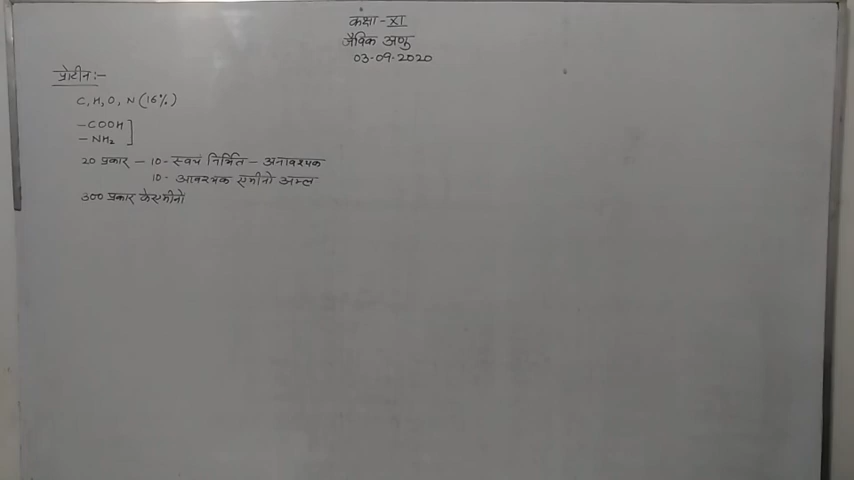 कक्षा - XI
जैविक अणु
03-09-2020
प्रोटीन :-
C, H, O, N (16%)
- COOH ]
- NH₂
20 प्रकार - 10 - स्वयं निर्मित - अनावश्यक
10 - आवश्यक एमीनो अम्ल
300 प्रकार के एमीनो